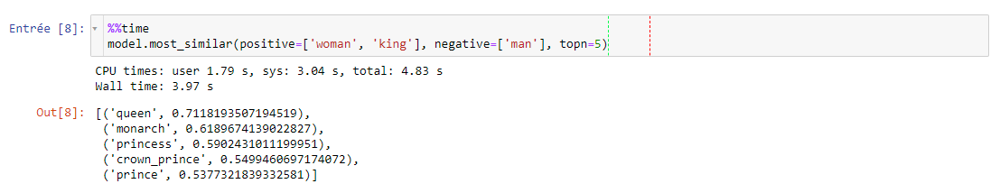 Entrée [8]: %%time
model.most_similar(positive=['woman', 'king'], negative=['man'], topn=5)
CPU times: user 1.79 s, sys: 3.04 s, total: 4.83 s
Wall time: 3.97 s
Out[8]: [('queen', 0.7118193507194519),
('monarch', 0.6189674139022827),
('princess', 0.5902431011199951),
('crown_prince', 0.5499460697174072),
('prince', 0.5377321839332581)]